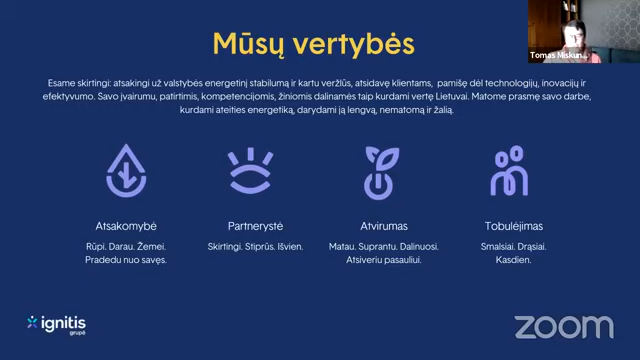 Mūsų vertybės
Tomas Miskun...
Esame skirtingi: atsakingi už valstybės energetinį stabilumą ir kartu veržlūs, atsidavę klientams, pamišę dėl technologijų, inovacijų ir
efektyvumo. Savo įvairumu, patirtimis, kompetencijomis, žiniomis dalinamės taip kurdami vertę Lietuvai. Matome prasmę savo darbe,
kurdami ateities energetiką, darydami ją lengvą, nematomą ir žalią.
Atsakomybė
Rūpi. Darau. Žemei.
Pradedu nuo savęs.
Partnerystė
Skirtingi. Stiprūs. Išvien.
Atvirumas
Matau. Suprantu. Dalinuosi.
Atsiveriu pasauliui.
Tobulėjimas
Smalsiai. Drąsiai.
Kasdien.
ignitis
grupė
zoom